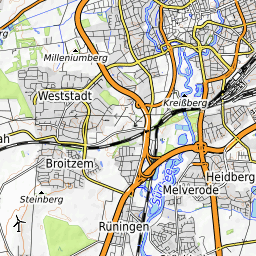 Milleniumberg
Weststadt
Kreißberg
Broitzem
Heidberg
Melverode
Steinberg
Rüningen